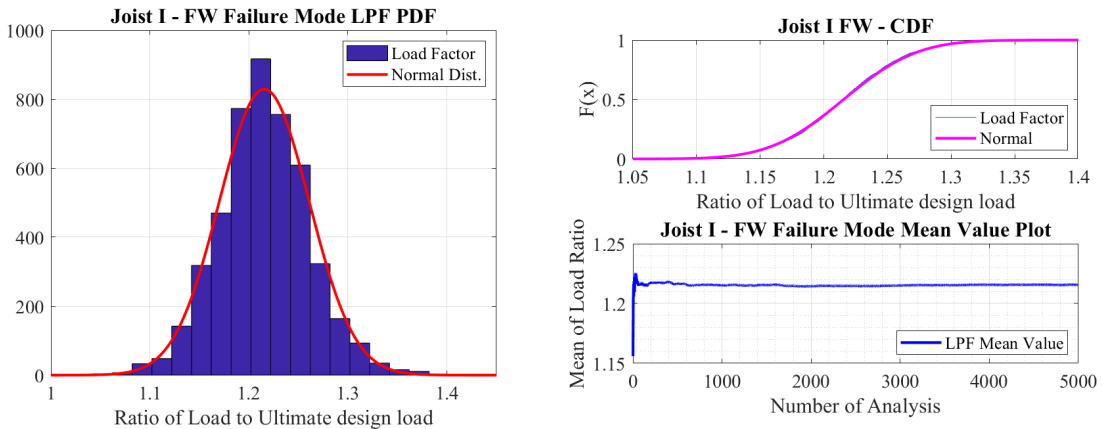 Joist I - FW Failure Mode LPF PDF
1000
800
600
400
200
0
Load Factor
Normal Dist.
1 1.1 1.2 1.3 1.4
Ratio of Load to Ultimate design load
Joist I FW - CDF
F(x)
1
0.5
0
Load Factor
Normal
1.05 1.1 1.15 1.2 1.25 1.3 1.35 1.4
Ratio of Load to Ultimate design load
Joist I - FW Failure Mode Mean Value Plot
Mean of Load Ratio
1.25
1.2
1.15
LPF Mean Value
0 1000 2000 3000 4000 5000
Number of Analysis